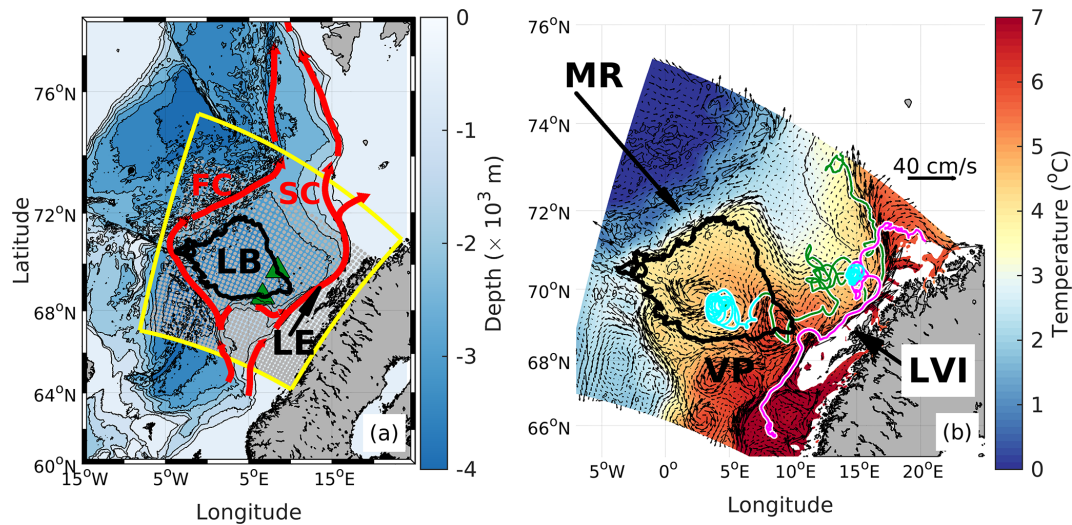 76°N
72°N
68°N
64°N
60°N
15°W
5°W
5°E
15°E
Latitude
Longitude
FC
SC
LB
LE
(a)
0
-1
-2
-3
-4
Depth (× 10³ m)
76°N
74°N
72°N
70°N
68°N
66°N
5°W
0°
5°E
10°E
15°E
20°E
Longitude
MR
40 cm/s
VP
LVI
(b)
7
6
5
4
3
2
1
0
Temperature (°C)